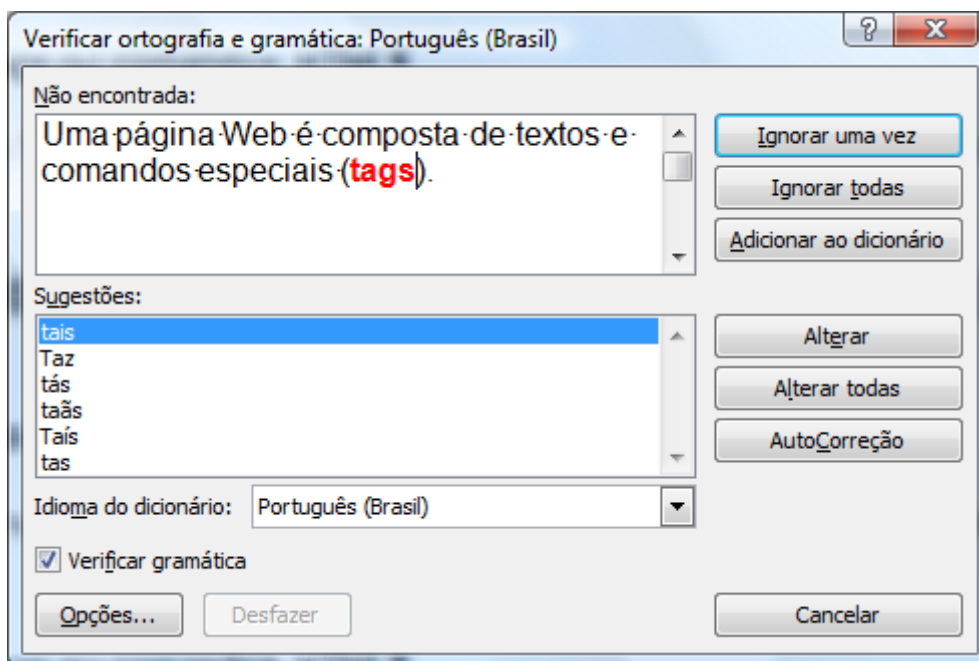 Verificar ortografia e gramática: Português (Brasil)
Não encontrada:
Uma página Web é composta de textos e
comandos especiais (tags).
Ignorar uma vez
Ignorar todas
Adicionar ao dicionário
Sugestões:
tais
Taz
tás
taãs
Taís
tas
Alterar
Alterar todas
AutoCorreção
Idioma do dicionário: Português (Brasil)
Verificar gramática
Opções... Desfazer Cancelar